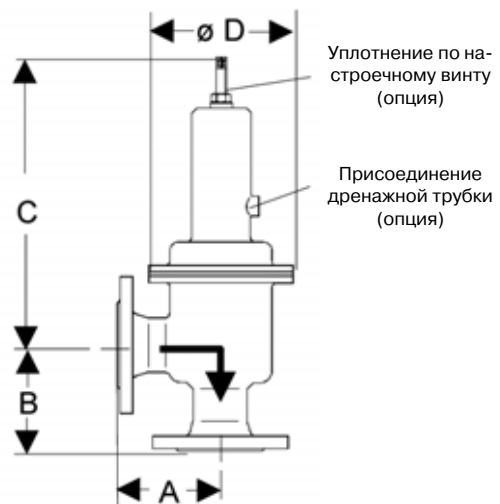 ø D
Уплотнение по на-
строечному винту
(опция)
Присоединение
дренажной трубки
(опция)
C
B
A